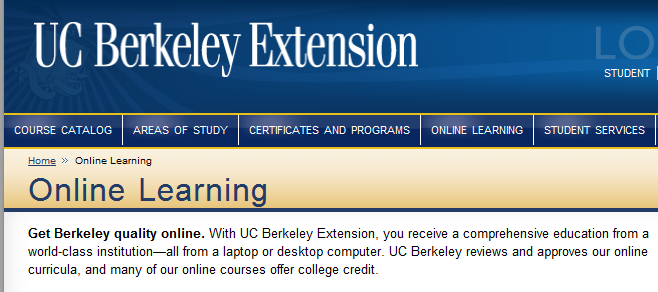 UC Berkeley Extension
LO
STUDENT
COURSE CATALOG AREAS OF STUDY CERTIFICATES AND PROGRAMS ONLINE LEARNING STUDENT SERVICES
Home » Online Learning
Online Learning
Get Berkeley quality online. With UC Berkeley Extension, you receive a comprehensive education from a
world-class institution—all from a laptop or desktop computer. UC Berkeley reviews and approves our online
curricula, and many of our online courses offer college credit.